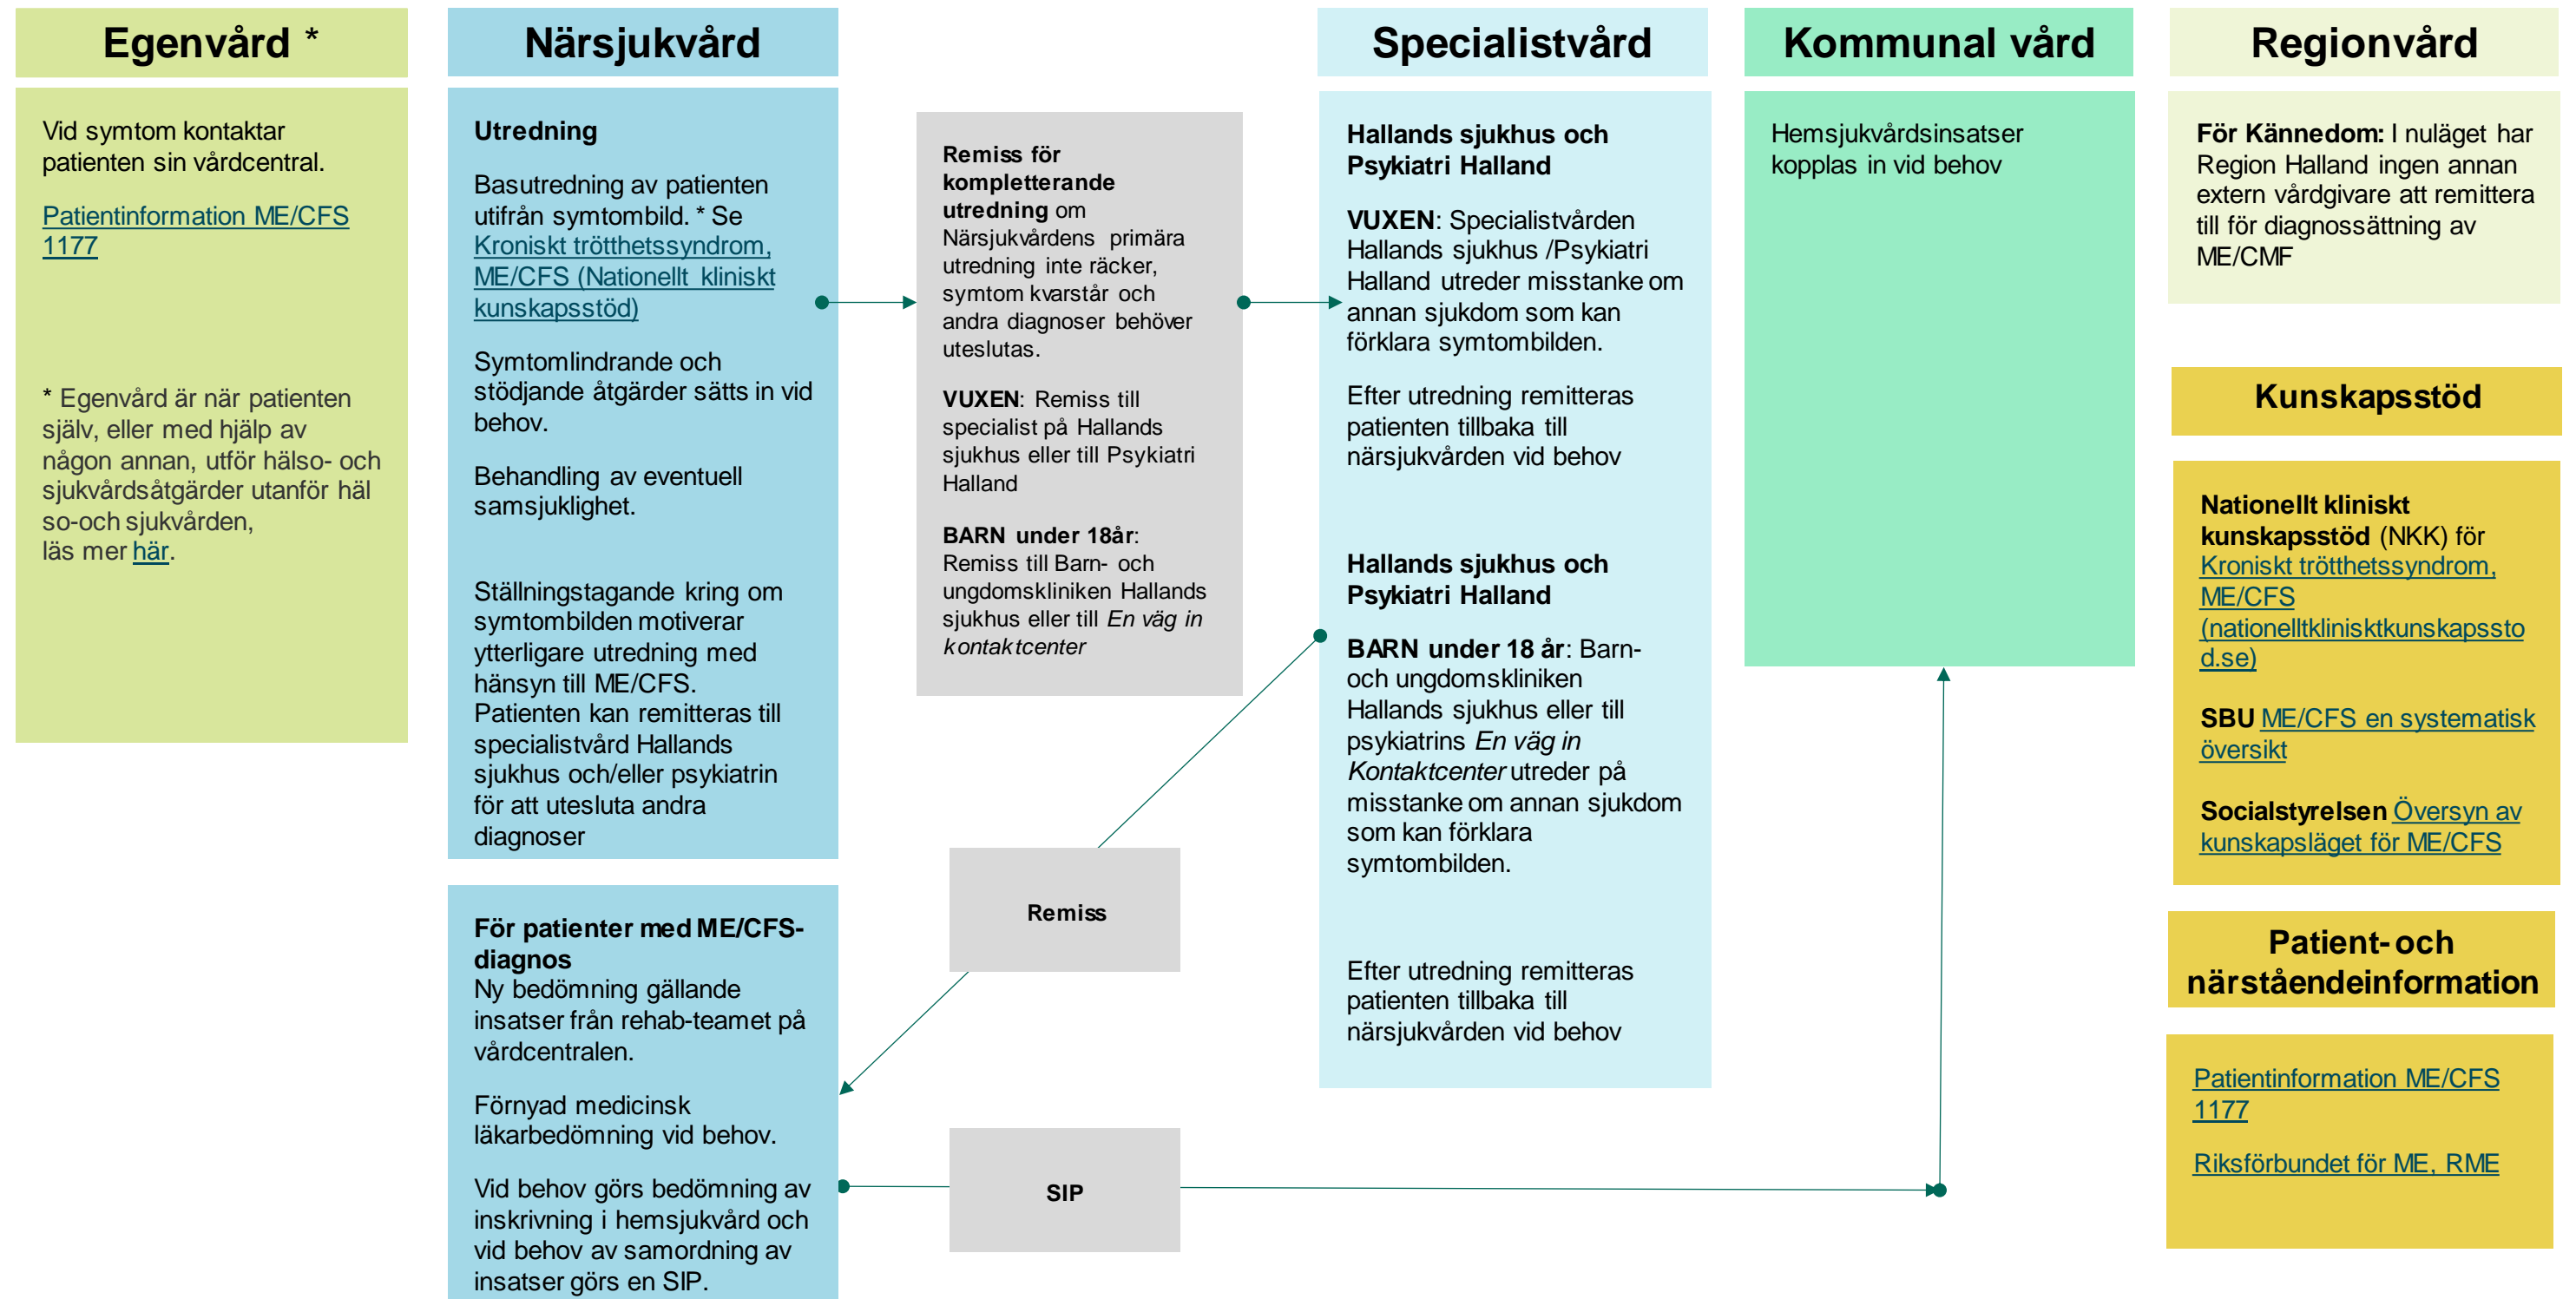 Egenvård *
Vid symtom kontaktar
patienten sin vårdcentral.
Patientinformation ME/CFS
1177
* Egenvård är när patienten
själv, eller med hjälp av
någon annan, utför hälso- och
sjukvårdsåtgärder utanför häl
so-och sjukvården,
läs mer här.
Närsjukvård
Utredning
Basutredning av patienten
utifrån symtombild. * Se
Kroniskt trötthetssyndrom,
ME/CFS (Nationellt kliniskt
kunskapsstöd)
Symtomlindrande och
stödjande åtgärder sätts in vid
behov.
Behandling av eventuell
samsjuklighet.
Ställningstagande kring om
symtombilden motiverar
ytterligare utredning med
hänsyn till ME/CFS.
Patienten kan remitteras till
specialistvård Hallands
sjukhus och/eller psykiatrin
för att utesluta andra
diagnoser
För patienter med ME/CFS-
diagnos
Ny bedömning gällande
insatser från rehab-teamet på
vårdcentralen.
Förnyad medicinsk
läkarbedömning vid behov.
Vid behov görs bedömning av
inskrivning i hemsjukvård och
vid behov av samordning av
insatser görs en SIP.
Remiss för
kompletterande
utredning om
Närsjukvårdens primära
utredning inte räcker,
symtom kvarstår och
andra diagnoser behöver
uteslutas.
VUXEN: Remiss till
specialist på Hallands
sjukhus eller till Psykiatri
Halland
BARN under 18år:
Remiss till Barn- och
ungdomskliniken Hallands
sjukhus eller till En väg in
kontaktcenter
Remiss
SIP
Specialistvård
Hallands sjukhus och
Psykiatri Halland
VUXEN: Specialistvården
Hallands sjukhus /Psykiatri
Halland utreder misstanke om
annan sjukdom som kan
förklara symtombilden.
Efter utredning remitteras
patienten tillbaka till
närsjukvården vid behov
Hallands sjukhus och
Psykiatri Halland
BARN under 18 år: Barn-
och ungdomskliniken
Hallands sjukhus eller till
psykiatrins En väg in
Kontaktcenter utreder på
misstanke om annan sjukdom
som kan förklara
symtombilden.
Efter utredning remitteras
patienten tillbaka till
närsjukvården vid behov
Kommunal vård
Hemsjukvårdsinsatser
kopplas in vid behov
Regionvård
För Kännedom: I nuläget har
Region Halland ingen annan
extern vårdgivare att remittera
till för diagnossättning av
ME/CMF
Kunskapsstöd
Nationellt kliniskt
kunskapsstöd (NKK) för
Kroniskt trötthetssyndrom,
ME/CFS
(nationelltklinisktkunskapssto
d.se)
SBU ME/CFS en systematisk
översikt
Socialstyrelsen Översyn av
kunskapsläget för ME/CFS
Patient- och
närståendeinformation
Patientinformation ME/CFS
1177
Riksförbundet för ME, RME